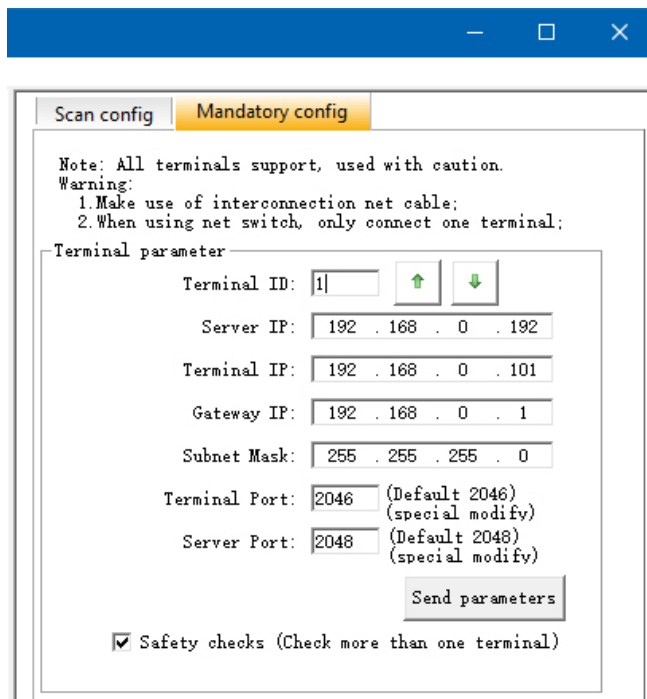 Scan config Mandatory config
Note: All terminals support, used with caution.
Warning:
1.Make use of interconnection net cable;
2.When using net switch, only connect one terminal;
Terminal parameter
Terminal ID: 1
Server IP: 192 . 168 . 0 . 192
Terminal IP: 192 . 168 . 0 . 101
Gateway IP: 192 . 168 . 0 . 1
Subnet Mask: 255 . 255 . 255 . 0
Terminal Port: 2046 (Default 2046)
(special modify)
Server Port: 2048 (Default 2048)
(special modify)
Send parameters
Safety checks (Check more than one terminal)